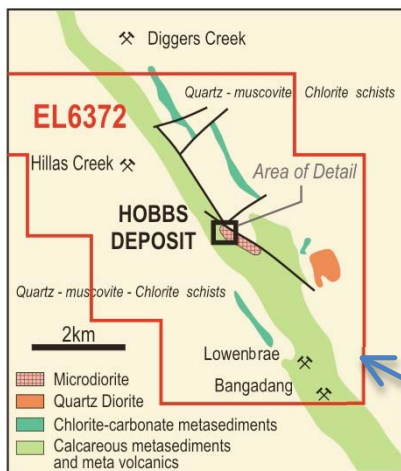 Diggers Creek
Quartz - muscovite Chlorite schists
EL6372
Hillas Creek
Area of Detail
HOBBS
DEPOSIT
Quartz - muscovite - Chlorite schists
2km
Lowenbrae
Bangadang
Microdiorite
Quartz Diorite
Chlorite-carbonate metasediments
Calcareous metasediments
and meta volcanics